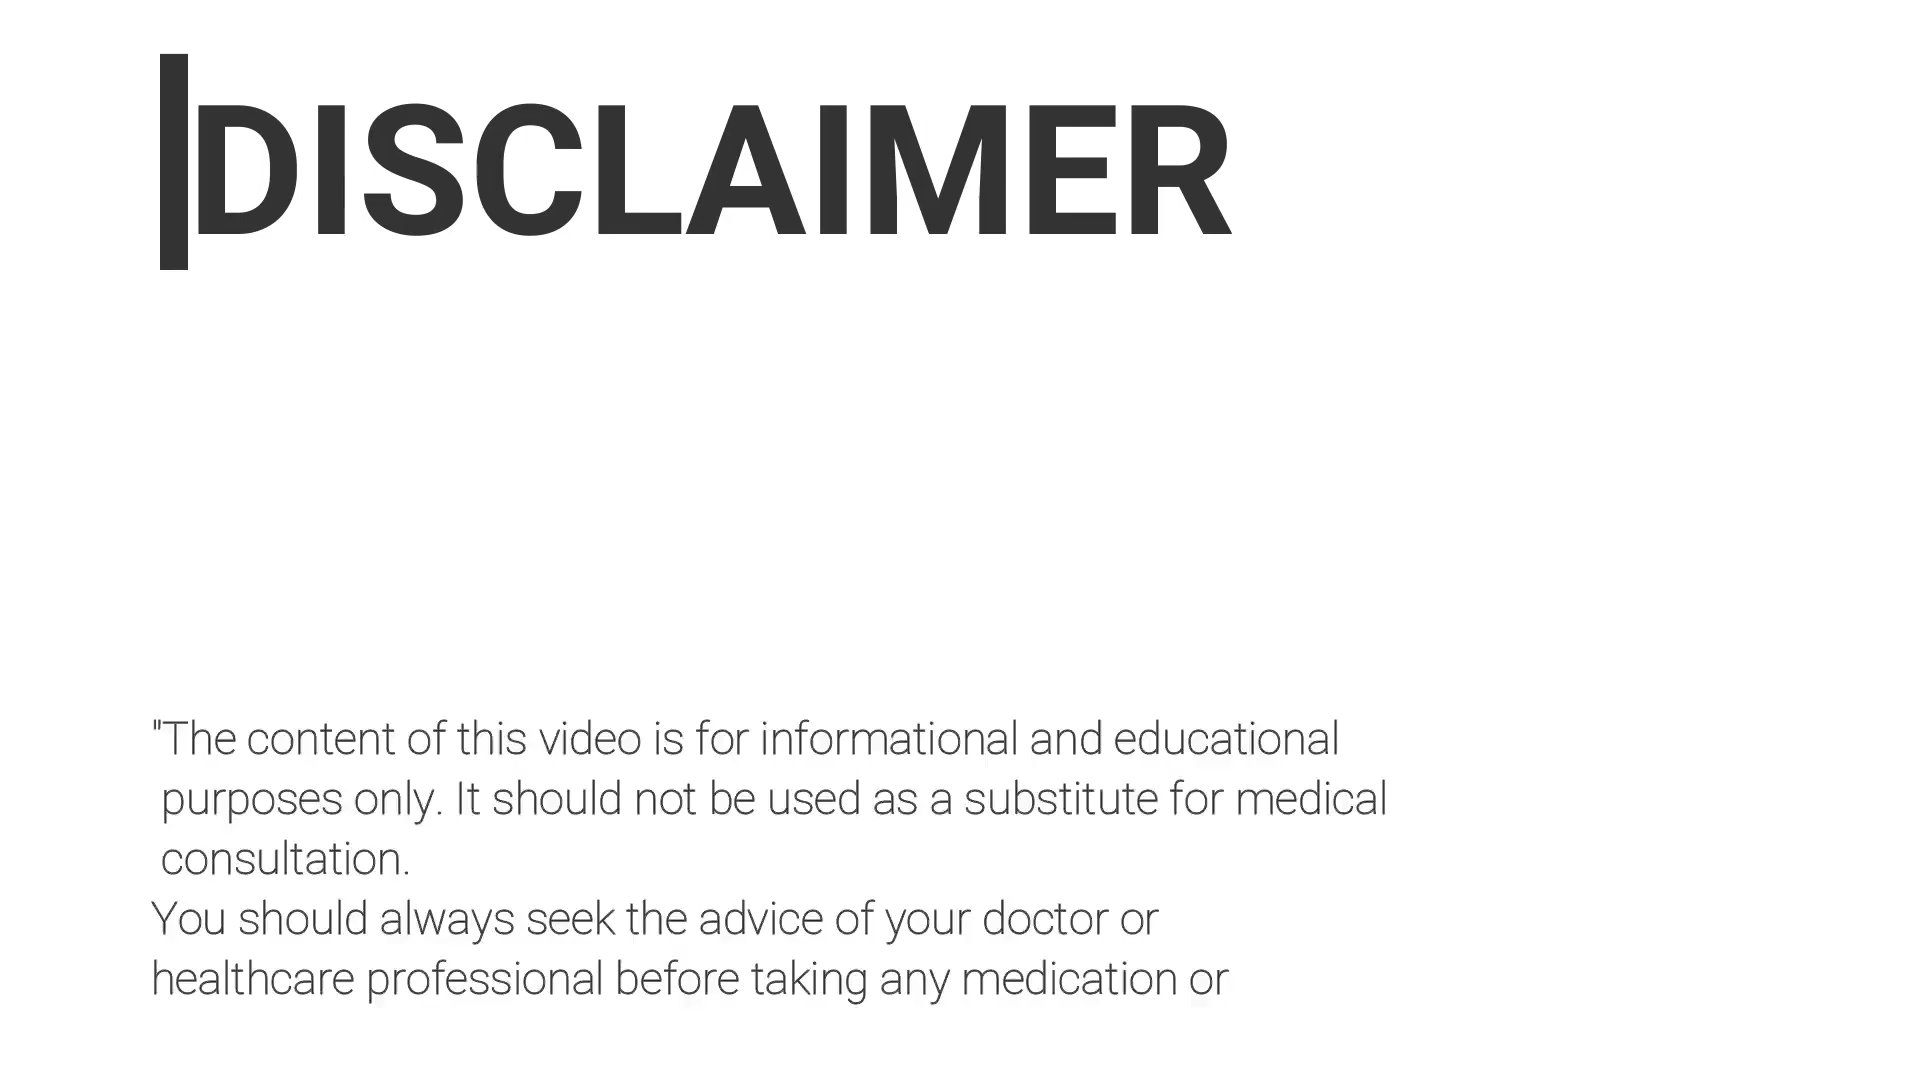 DISCLAIMER
"The content of this video is for informational and educational
purposes only. It should not be used as a substitute for medical
consultation.
You should always seek the advice of your doctor or
healthcare professional before taking any medication or